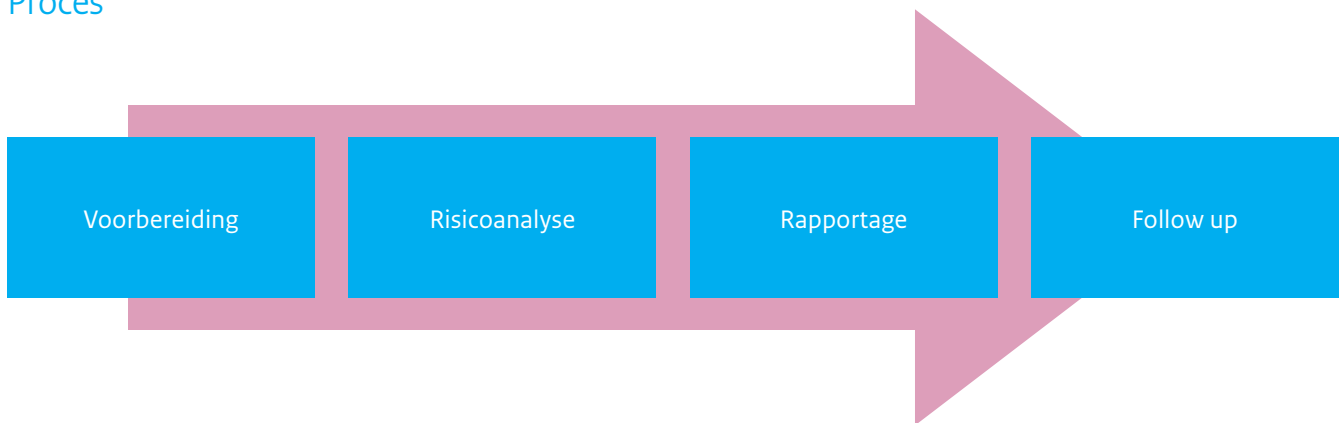 Proces
Voorbereiding
Risicoanalyse
Rapportage
Follow up